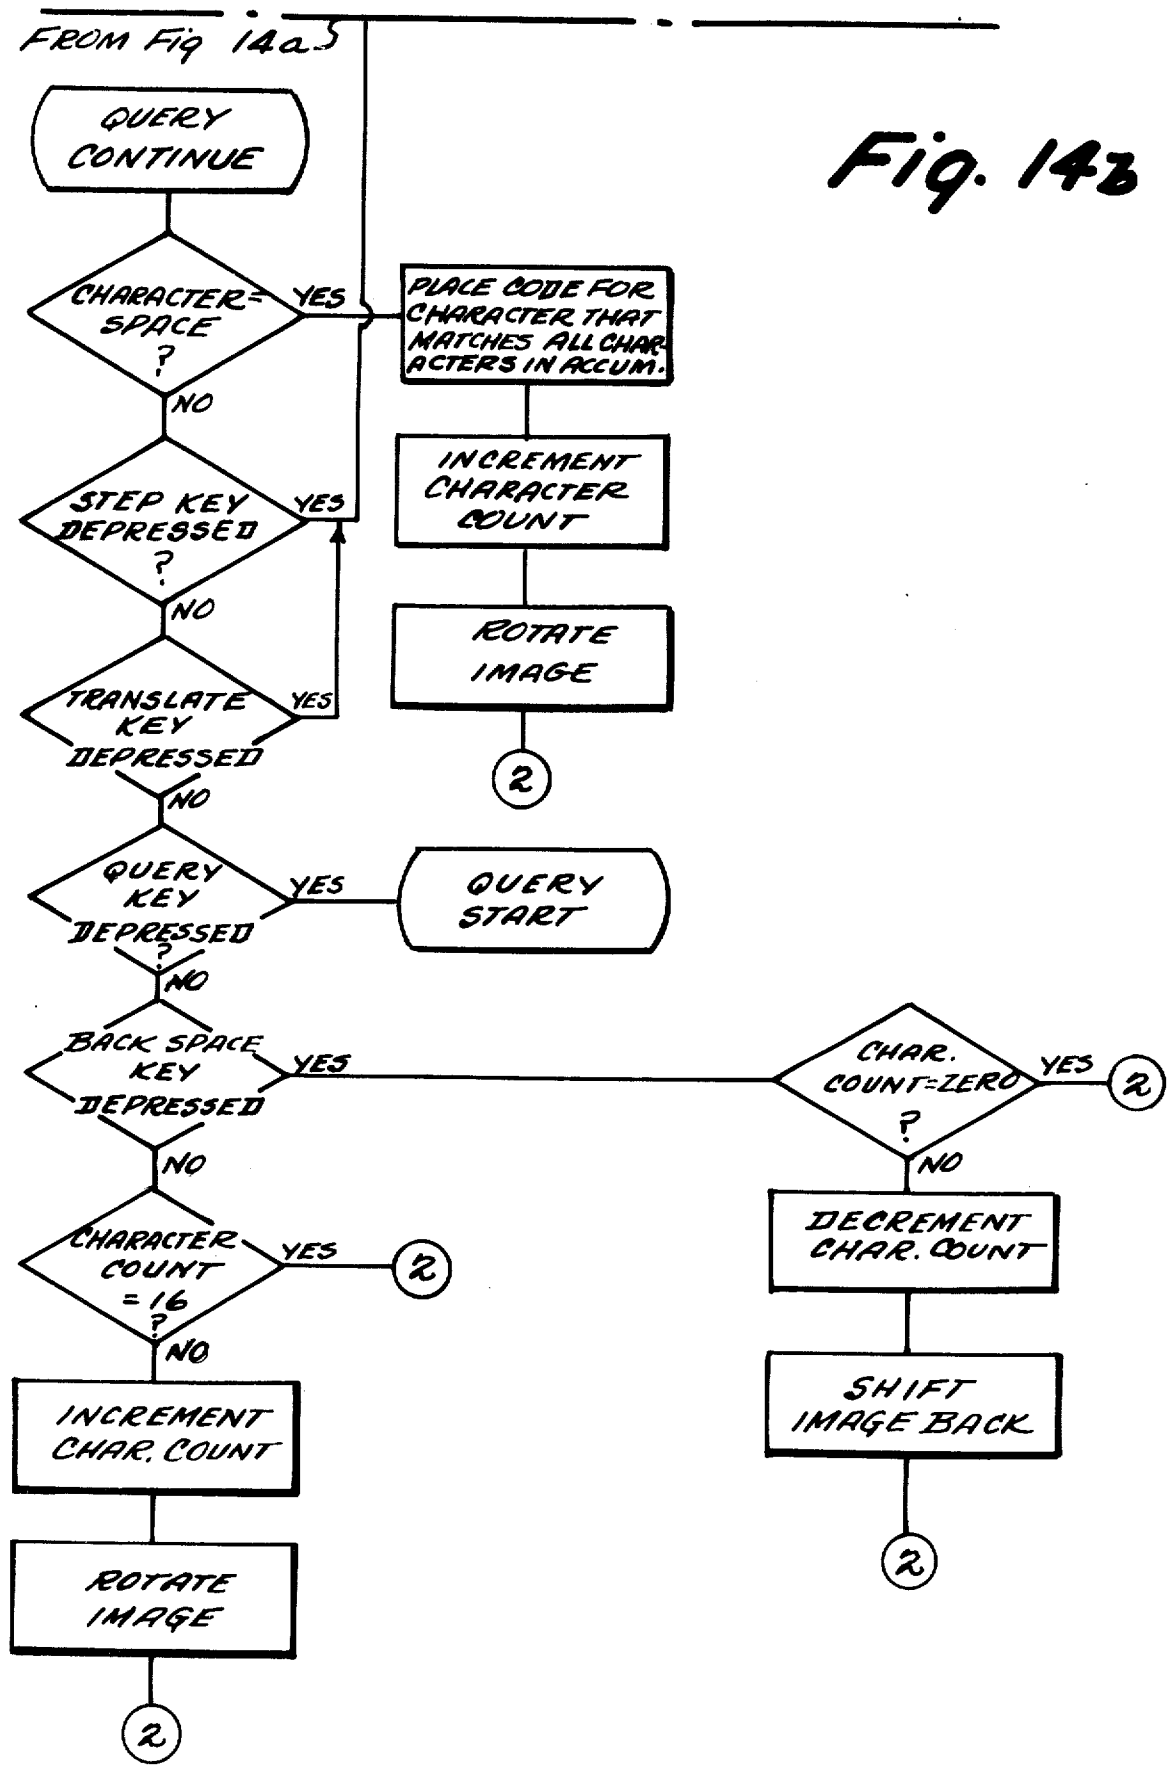 FROM Fig 14a
Fig. 14b
QUERY
CONTINUE
CHARACTER=
SPACE
?
YES
NO
PLACE CODE FOR
CHARACTER THAT
MATCHES ALL CHAR-
ACTERS IN ACCUM.
INCREMENT
CHARACTER
COUNT
ROTATE
IMAGE
2
STEP KEY
DEPRESSED
?
YES
NO
TRANSLATE
KEY
DEPRESSED
YES
NO
QUERY
KEY
DEPRESSED
?
YES
NO
QUERY
START
BACK SPACE
KEY
DEPRESSED
YES
NO
CHAR.
COUNT=ZERO
?
YES
2
NO
DECREMENT
CHAR. COUNT
SHIFT
IMAGE BACK
2
CHARACTER
COUNT
=16
?
YES
2
NO
INCREMENT
CHAR. COUNT
ROTATE
IMAGE
2